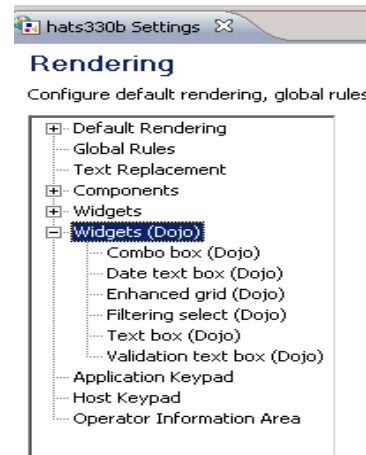 hats330b Settings
Rendering
Configure default rendering, global rules
Default Rendering
Global Rules
Text Replacement
Components
Widgets
Widgets (Dojo)
Combo box (Dojo)
Date text box (Dojo)
Enhanced grid (Dojo)
Filtering select (Dojo)
Text box (Dojo)
Validation text box (Dojo)
Application Keypad
Host Keypad
Operator Information Area